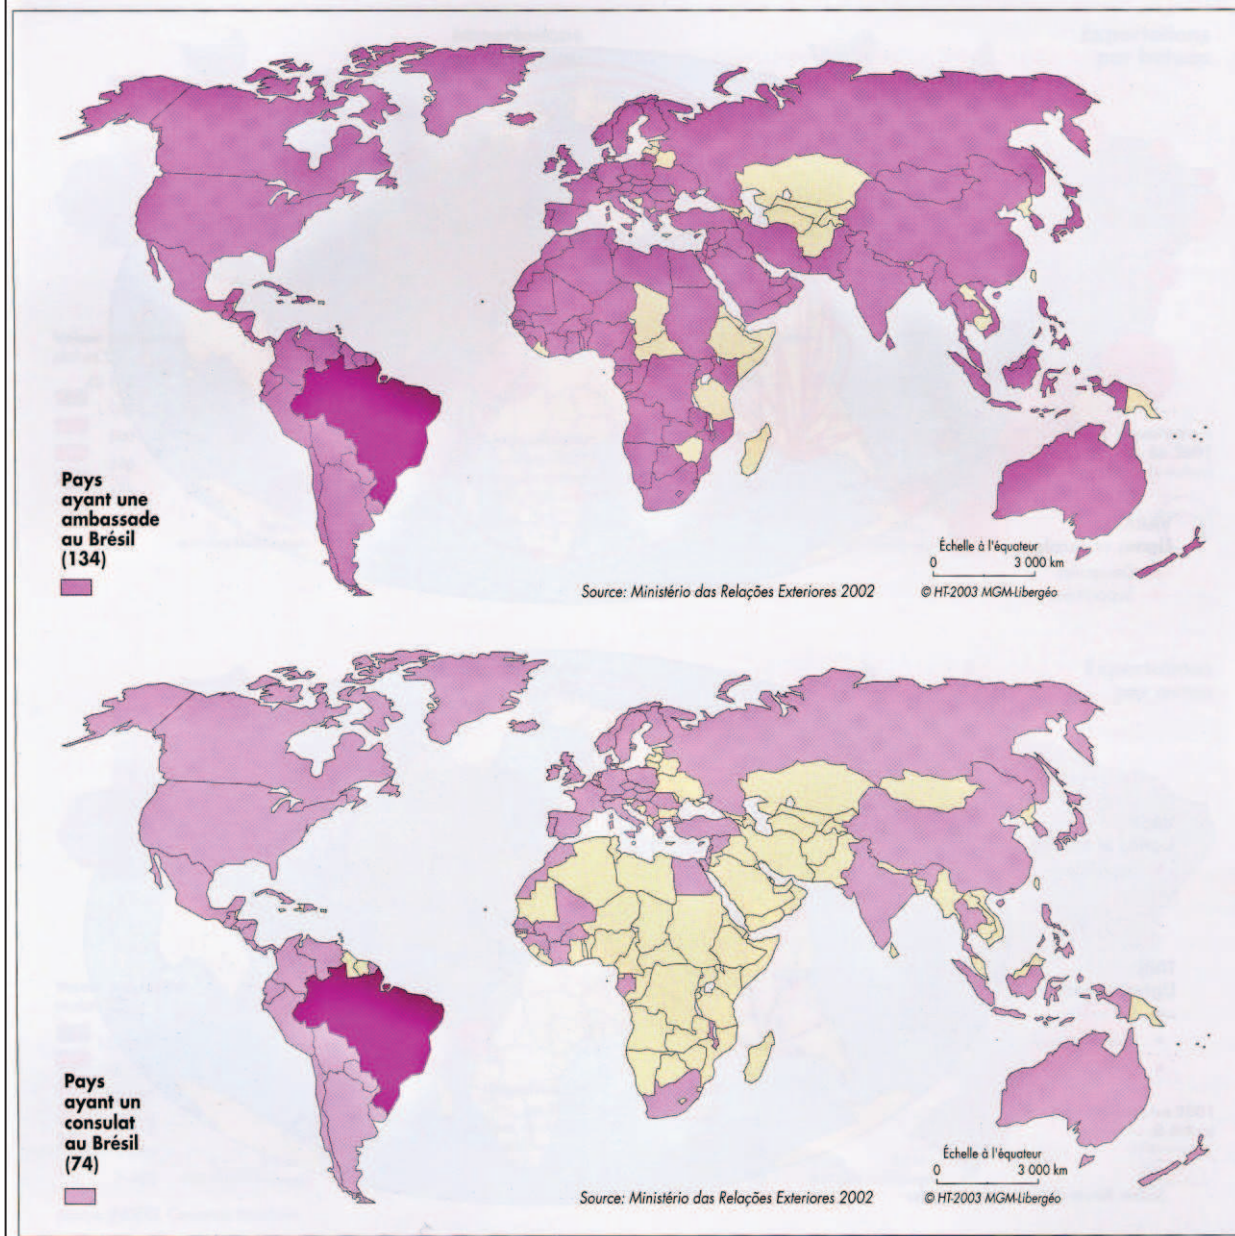 Pays
ayant une
ambassade
au Brésil
(134)
Échelle à l'équateur
0 3 000 km
Source: Ministério das Relações Exteriores 2002
© HT-2003 MGM-Libergéo
Pays
ayant un
consulat
au Brésil
(74)
Échelle à l'équateur
0 3 000 km
Source: Ministério das Relações Exteriores 2002
© HT-2003 MGM-Libergéo